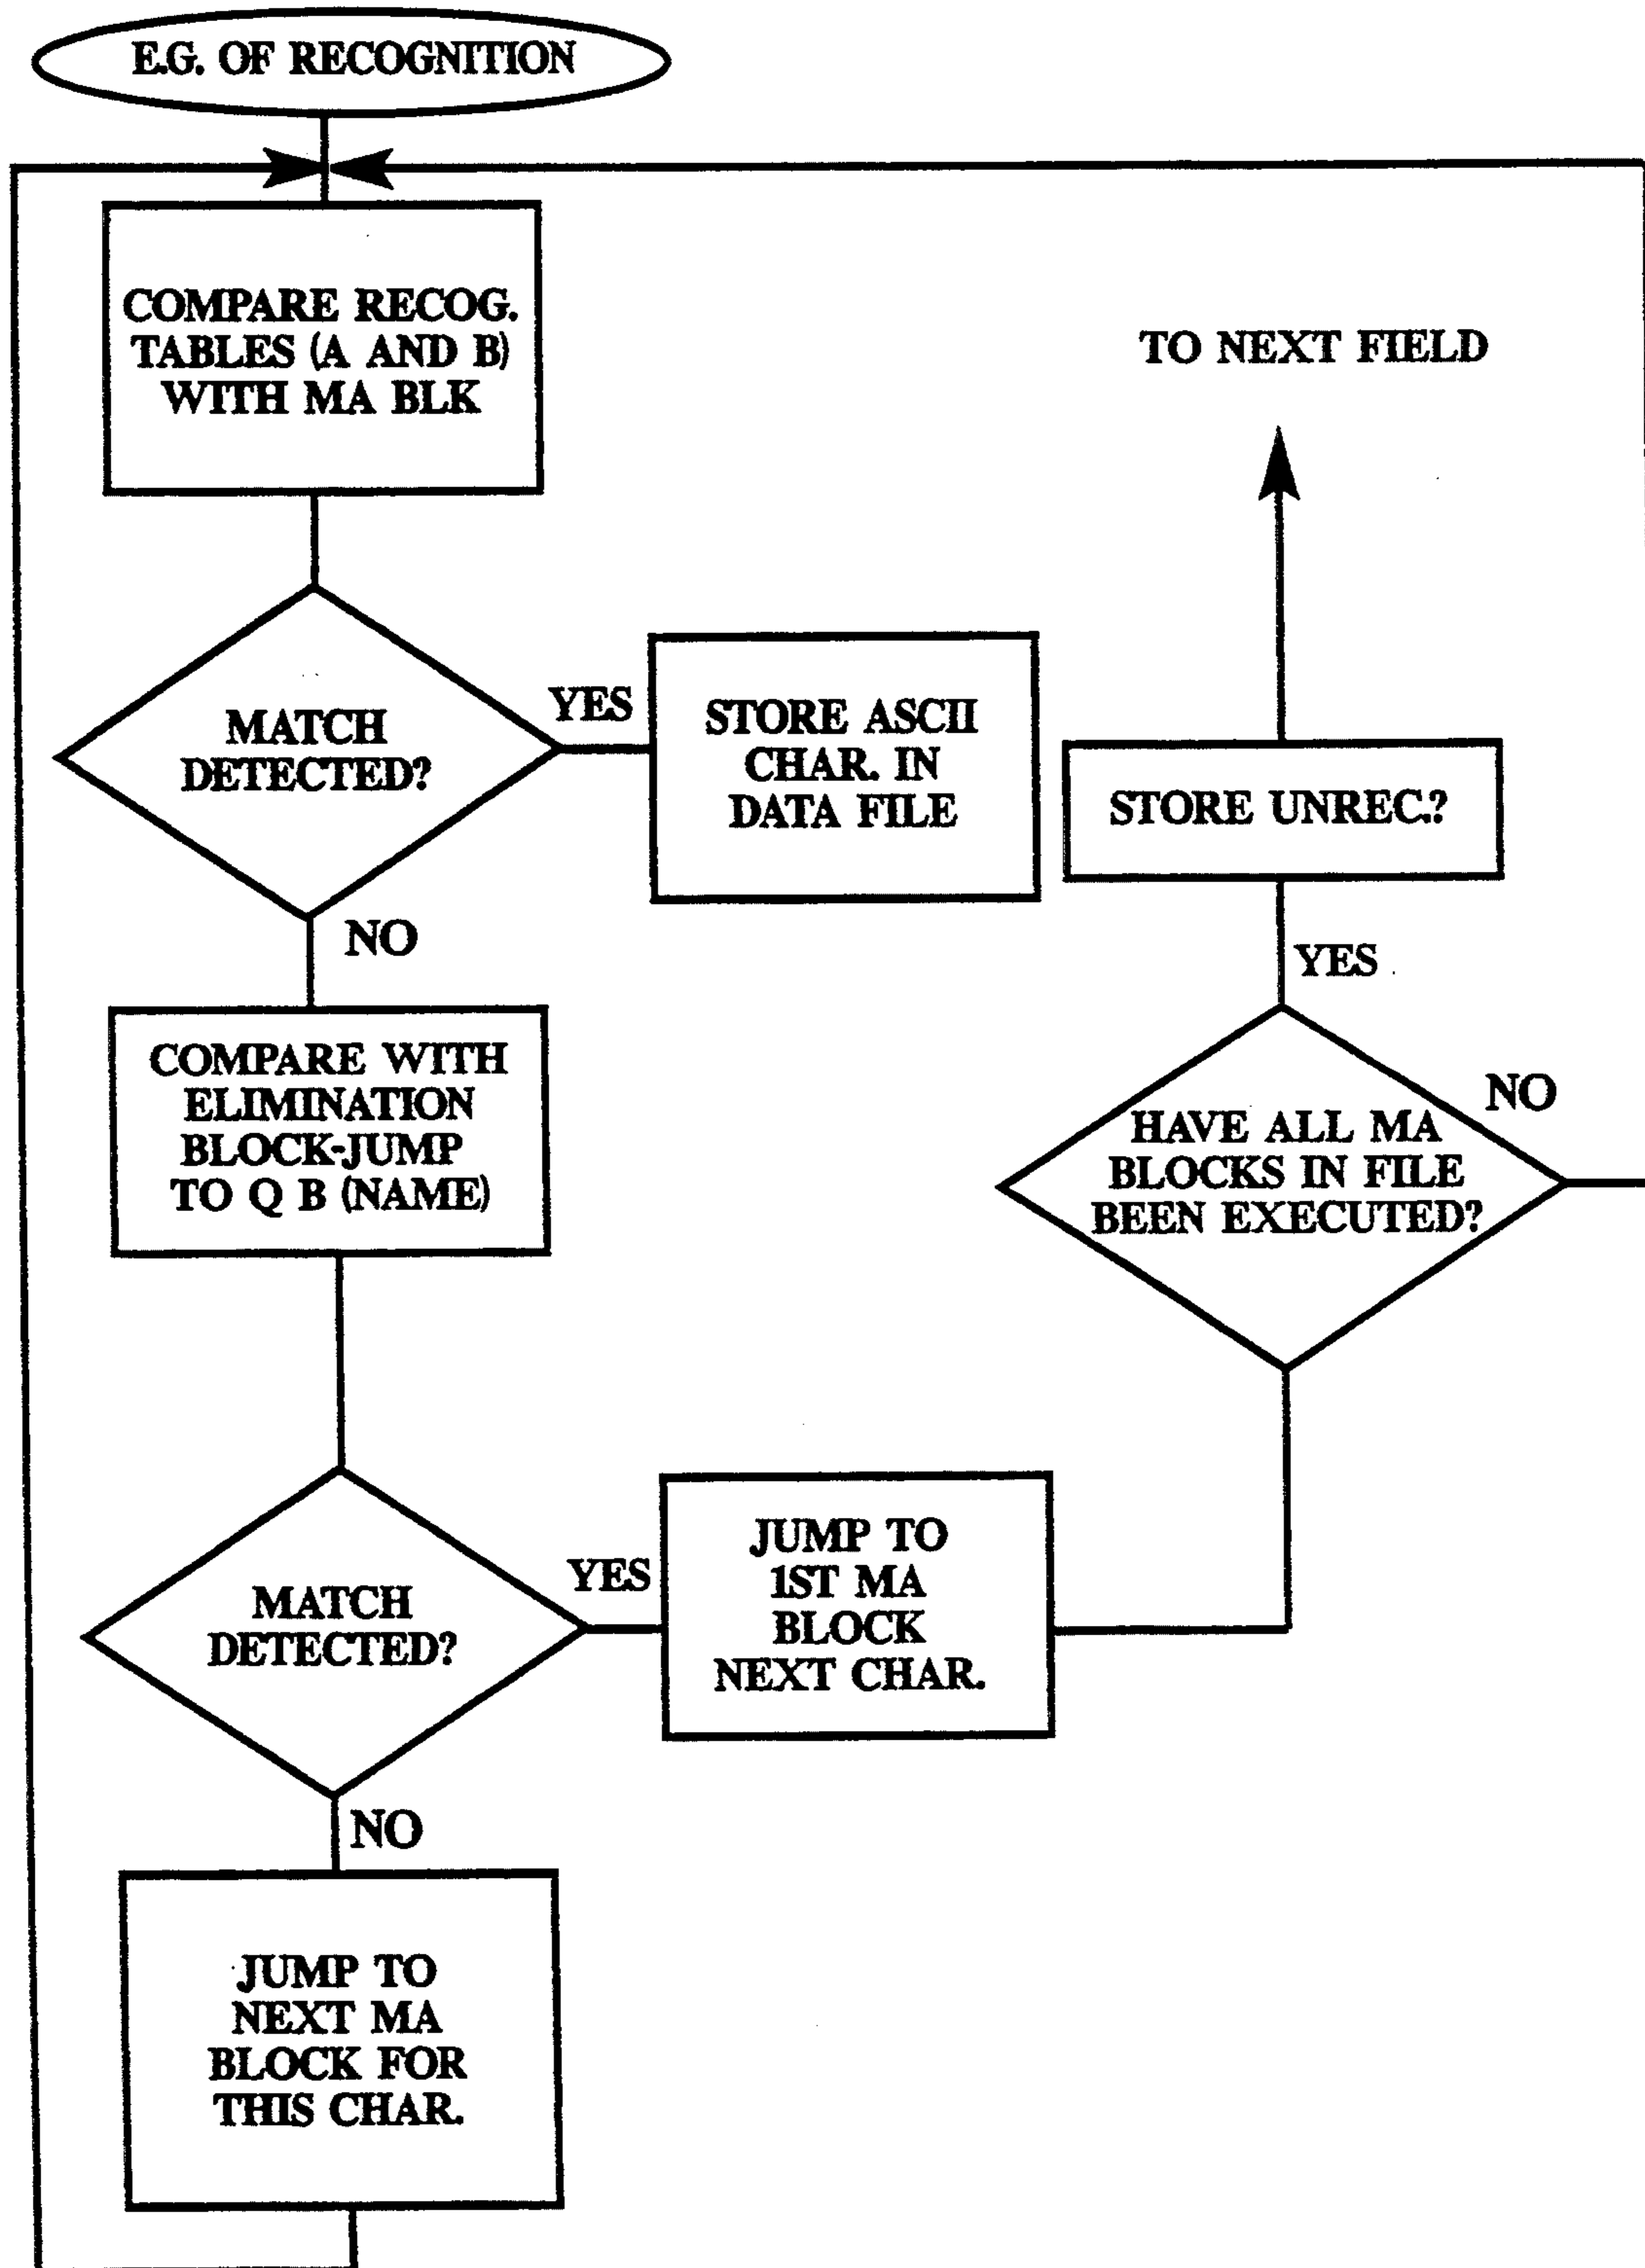 E.G. OF RECOGNITION
COMPARE RECOG.
TABLES (A AND B)
WITH MA BLK
TO NEXT FIELD
MATCH
DETECTED?
YES
STORE ASCII
CHAR. IN
DATA FILE
STORE UNREC.?
NO
YES
COMPARE WITH
ELIMINATION
BLOCK-JUMP
TO Q B (NAME)
HAVE ALL MA
BLOCKS IN FILE
BEEN EXECUTED?
NO
MATCH
DETECTED?
YES
JUMP TO
1ST MA
BLOCK
NEXT CHAR.
NO
JUMP TO
NEXT MA
BLOCK FOR
THIS CHAR.